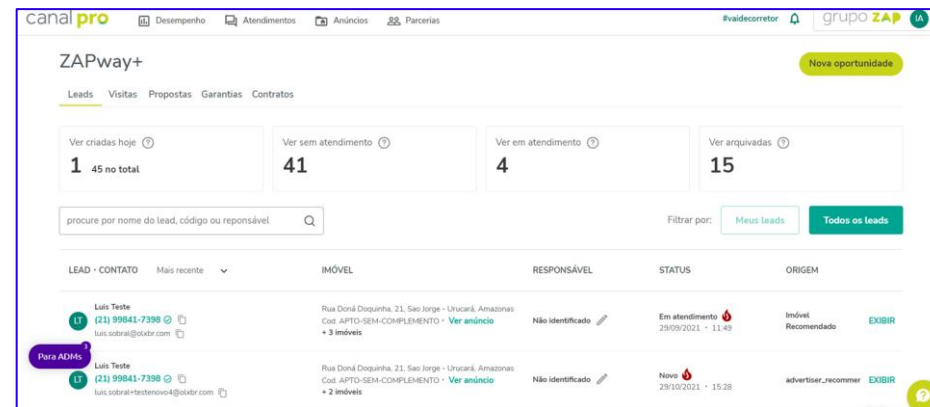 canal pro Desempenho Atendimentos Anúncios Parcerias #vaidecorretor grupo ZAP IA
ZAPway+ Nova oportunidade
Leads Visitas Propostas Garantias Contratos
Ver criadas hoje ? Ver sem atendimento ? Ver em atendimento ? Ver arquivadas ?
1 45 no total 41 4 15
procure por nome do lead, código ou reponsável Filtrar por: Meus leads Todos os leads
LEAD · CONTATO Mais recente IMÓVEL RESPONSÁVEL STATUS ORIGEM
Luis Teste
LT (21) 99841-7398
luis.sobral@olxbr.com
Rua Doná Doquinha, 21, Sao Jorge - Urucará, Amazonas
Cod. APTO-SEM-COMPLEMENTO · Ver anúncio
+ 3 imóveis
Não identificado
Em atendimento
29/09/2021 · 11:49
Imóvel
Recomendado
EXIBIR
Para ADMs 3
Luis Teste
LT (21) 99841-7398
luis.sobral+testenovo4@olxbr.com
Rua Doná Doquinha, 21, Sao Jorge - Urucará, Amazonas
Cod. APTO-SEM-COMPLEMENTO · Ver anúncio
+ 2 imóveis
Não identificado
Novo
29/10/2021 · 15:28
advertiser_recommer
EXIBIR
?